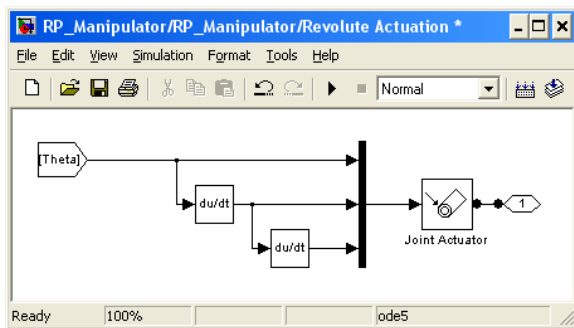 RP_Manipulator/RP_Manipulator/Revolute Actuation *
File Edit View Simulation Format Tools Help
Normal
[Theta]
du/dt
du/dt
Joint Actuator
1
Ready 100% ode5